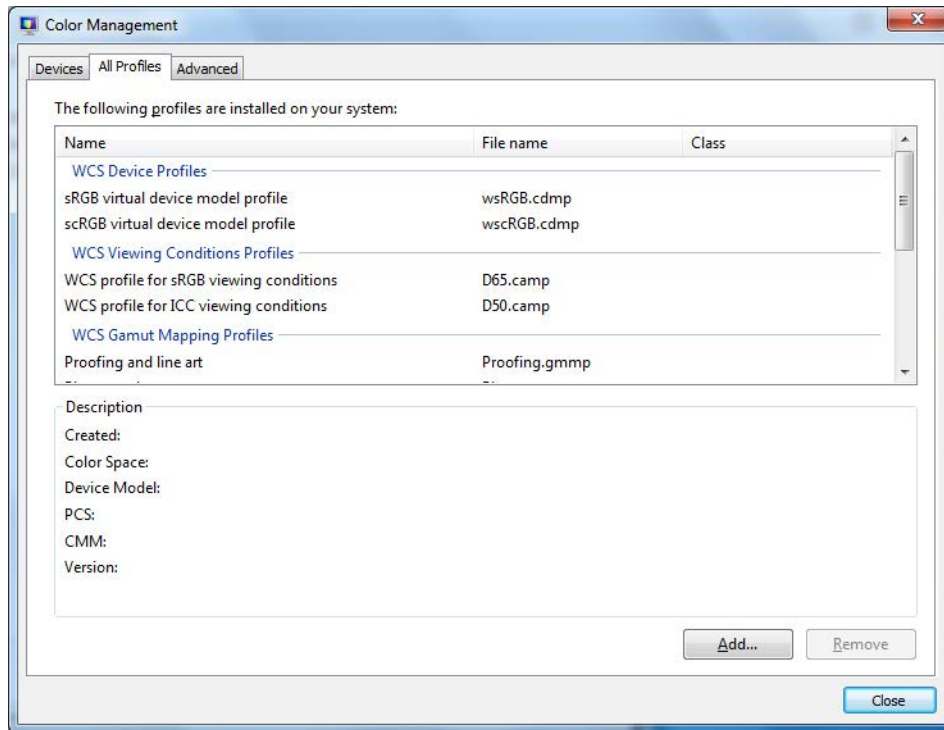 Color Management
Devices All Profiles Advanced
The following profiles are installed on your system:
Name File name Class
WCS Device Profiles
sRGB virtual device model profile wsRGB.cdmp
scRGB virtual device model profile wscRGB.cdmp
WCS Viewing Conditions Profiles
WCS profile for sRGB viewing conditions D65.camp
WCS profile for ICC viewing conditions D50.camp
WCS Gamut Mapping Profiles
Proofing and line art Proofing.gmmp
Description
Created:
Color Space:
Device Model:
PCS:
CMM:
Version:
Add... Remove
Close